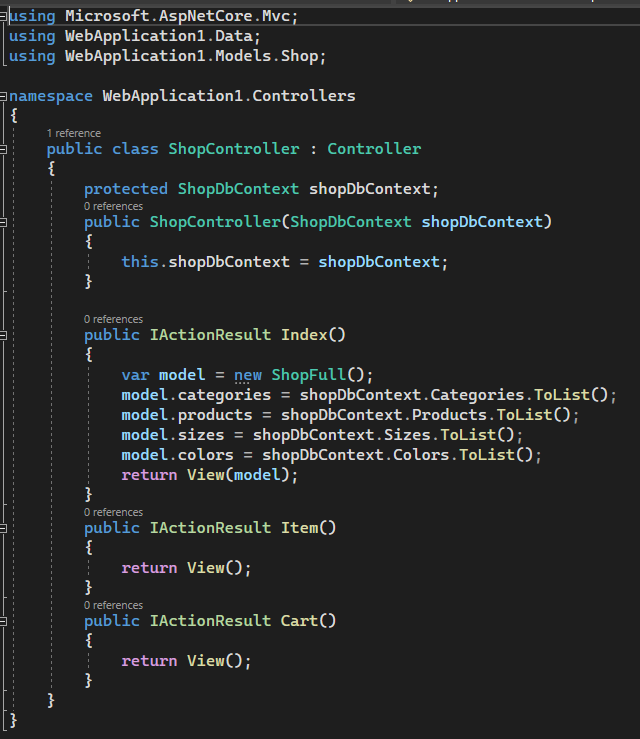 using Microsoft.AspNetCore.Mvc;
using WebApplication1.Data;
using WebApplication1.Models.Shop;

namespace WebApplication1.Controllers
{
    1 reference
    public class ShopController : Controller
    {
        protected ShopDbContext shopDbContext;
        0 references
        public ShopController(ShopDbContext shopDbContext)
        {
            this.shopDbContext = shopDbContext;
        }

        0 references
        public IActionResult Index()
        {
            var model = new ShopFull();
            model.categories = shopDbContext.Categories.ToList();
            model.products = shopDbContext.Products.ToList();
            model.sizes = shopDbContext.Sizes.ToList();
            model.colors = shopDbContext.Colors.ToList();
            return View(model);
        }
        0 references
        public IActionResult Item()
        {
            return View();
        }
        0 references
        public IActionResult Cart()
        {
            return View();
        }
    }
}